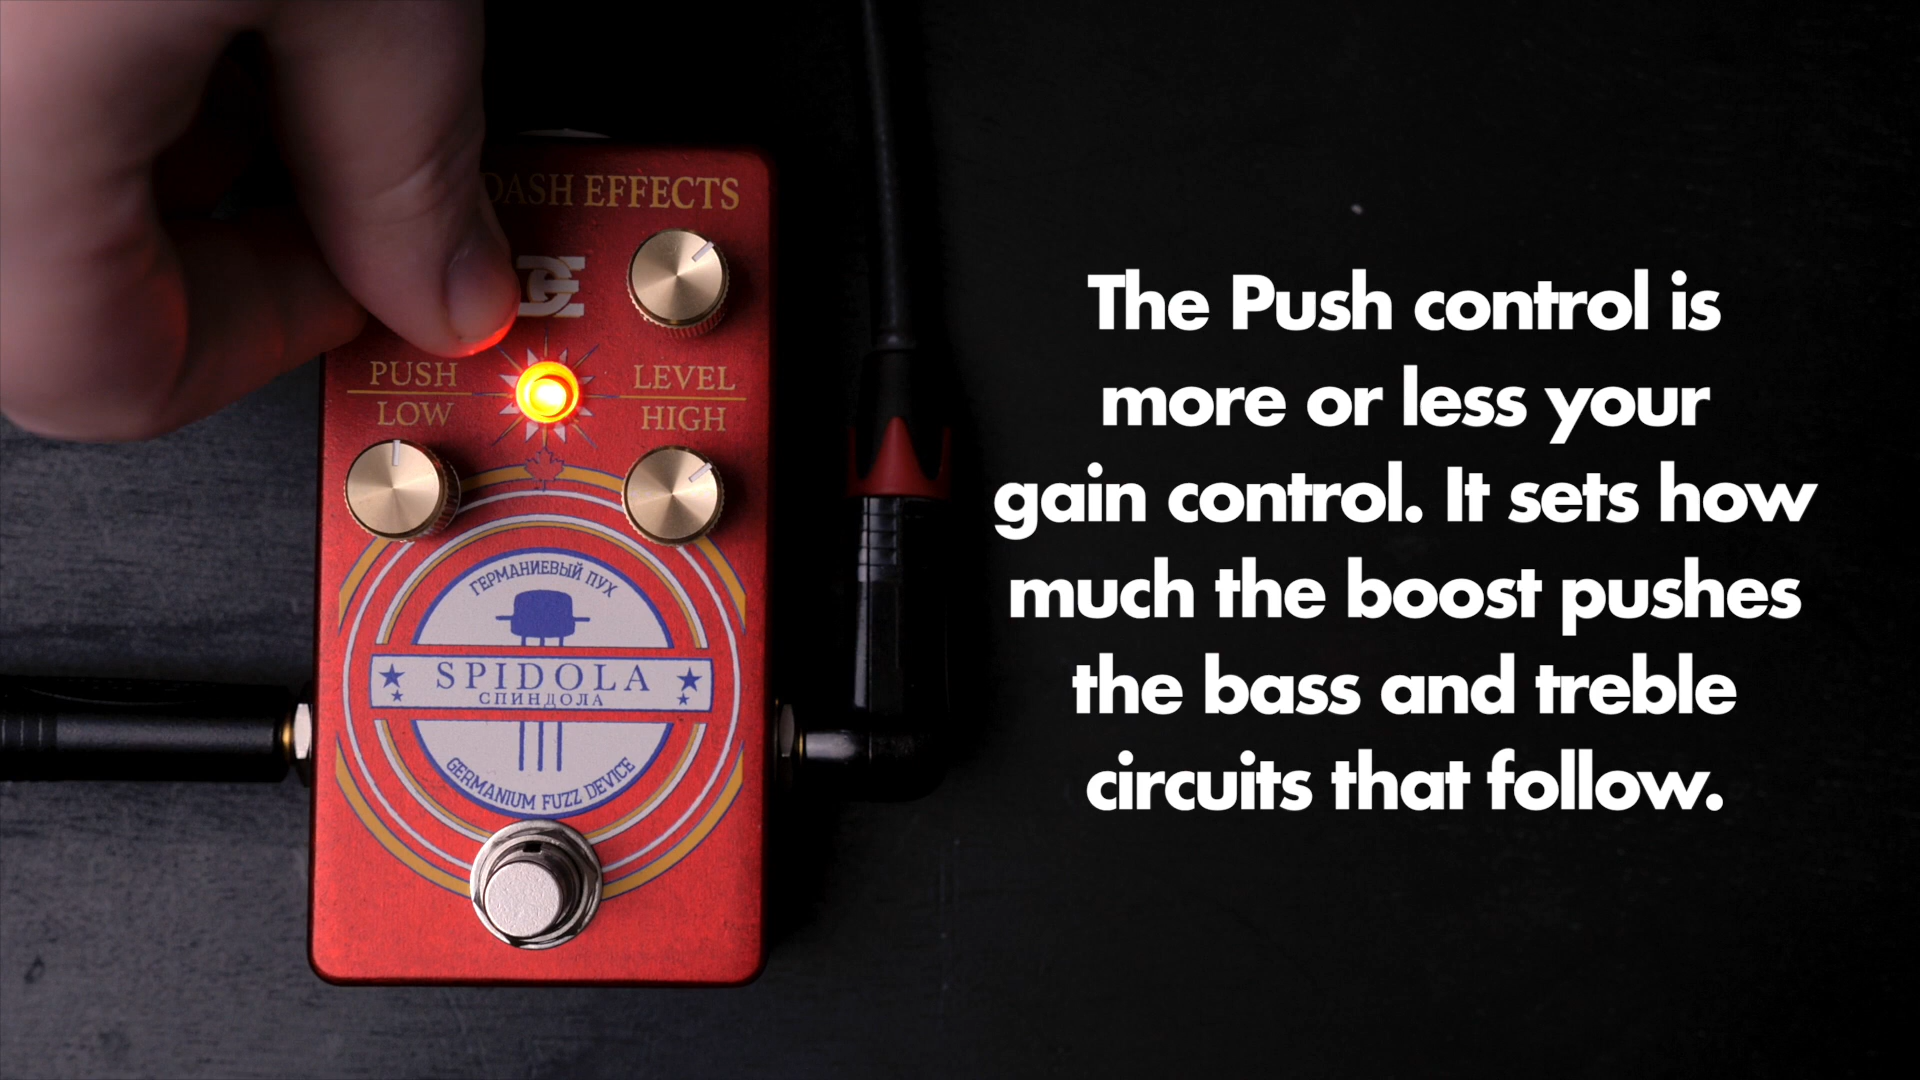 DASH EFFECTS
PUSH
LOW
LEVEL
HIGH
ГЕРМАНИЕВЫЙ ПУХ
SPIDOLA
СПИНДОЛА
GERMANIUM FUZZ DEVICE
The Push control is
more or less your
gain control. It sets how
much the boost pushes
the bass and treble
circuits that follow.